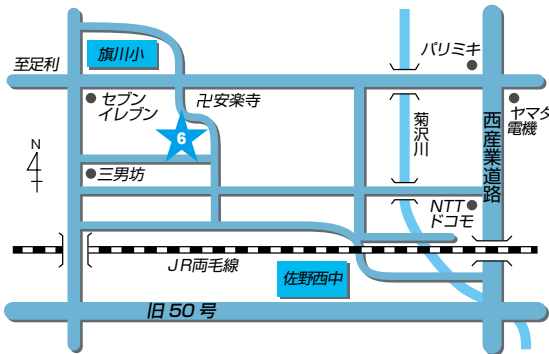 旗川小
パリミキ
至足利
セブン
イレブン
卍安楽寺
ヤマダ
電機
6
菊沢川
西産業道路
N
三男坊
NTT
ドコモ
JR両毛線
佐野西中
旧50号